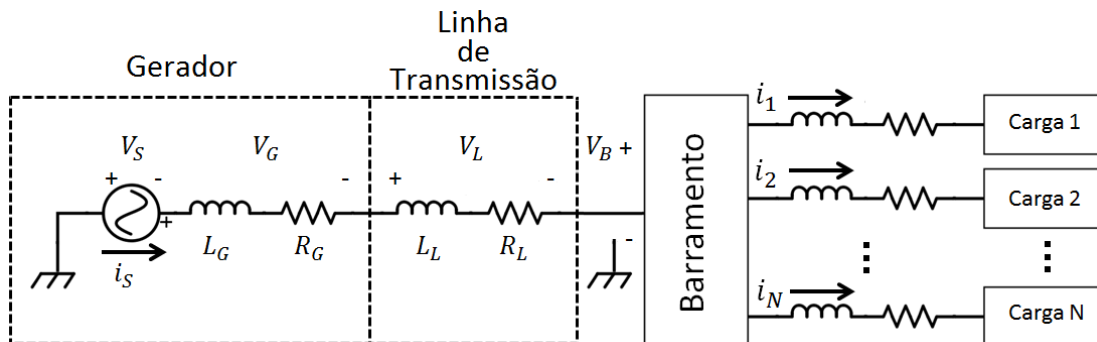 Gerador
Linha
de
Transmissão
V_S
V_G
V_L
V_B +
+ -
+ -
+ -
-
i_S
L_G
R_G
L_L
R_L
Barramento
i_1
Carga 1
i_2
Carga 2
i_N
Carga N